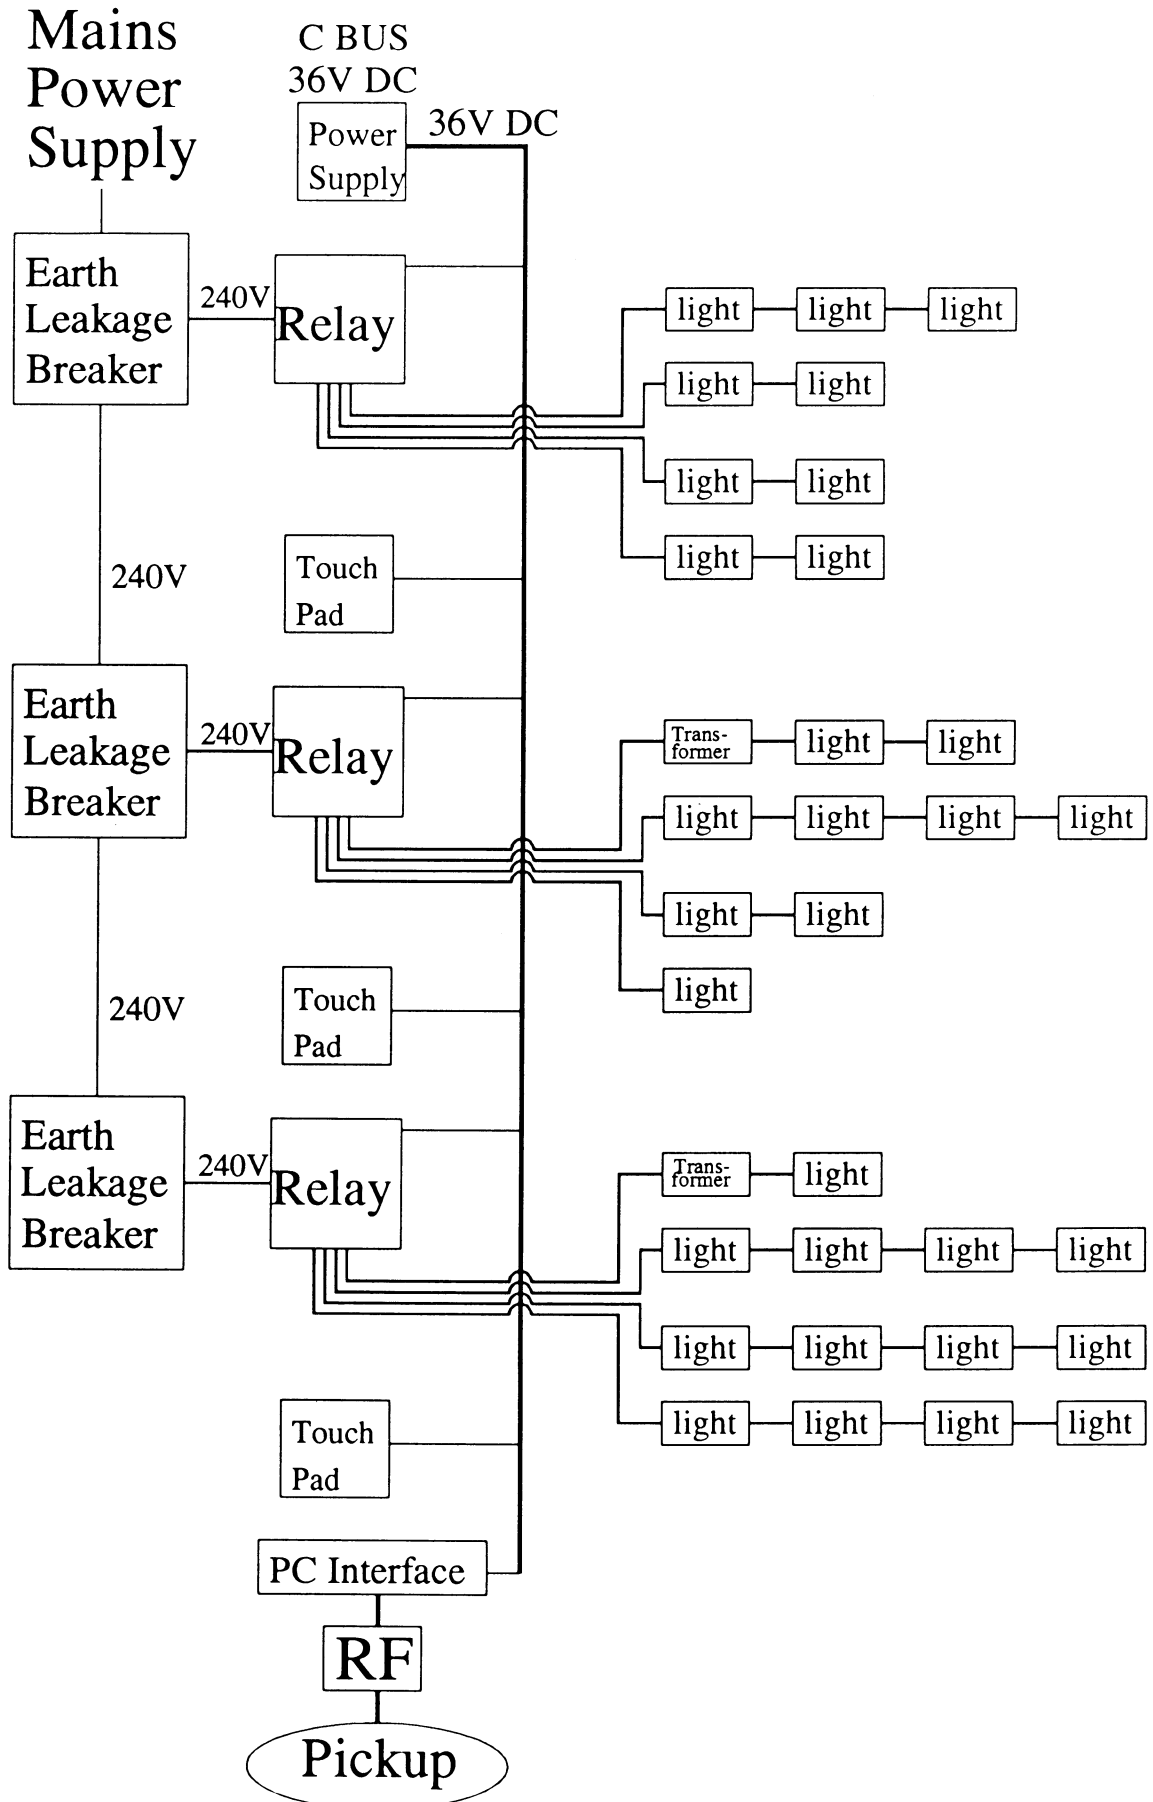 Mains
Power
Supply
C BUS
36V DC
Power
Supply
36V DC
Earth
Leakage
Breaker
240V
Relay
light light light
light light
light light
light light
240V
Touch
Pad
Earth
Leakage
Breaker
240V
Relay
Trans-
former
light light
light light light light
light light
light
240V
Touch
Pad
Earth
Leakage
Breaker
240V
Relay
Trans-
former
light
light light light light
light light light light
light light light light
Touch
Pad
PC Interface
RF
Pickup